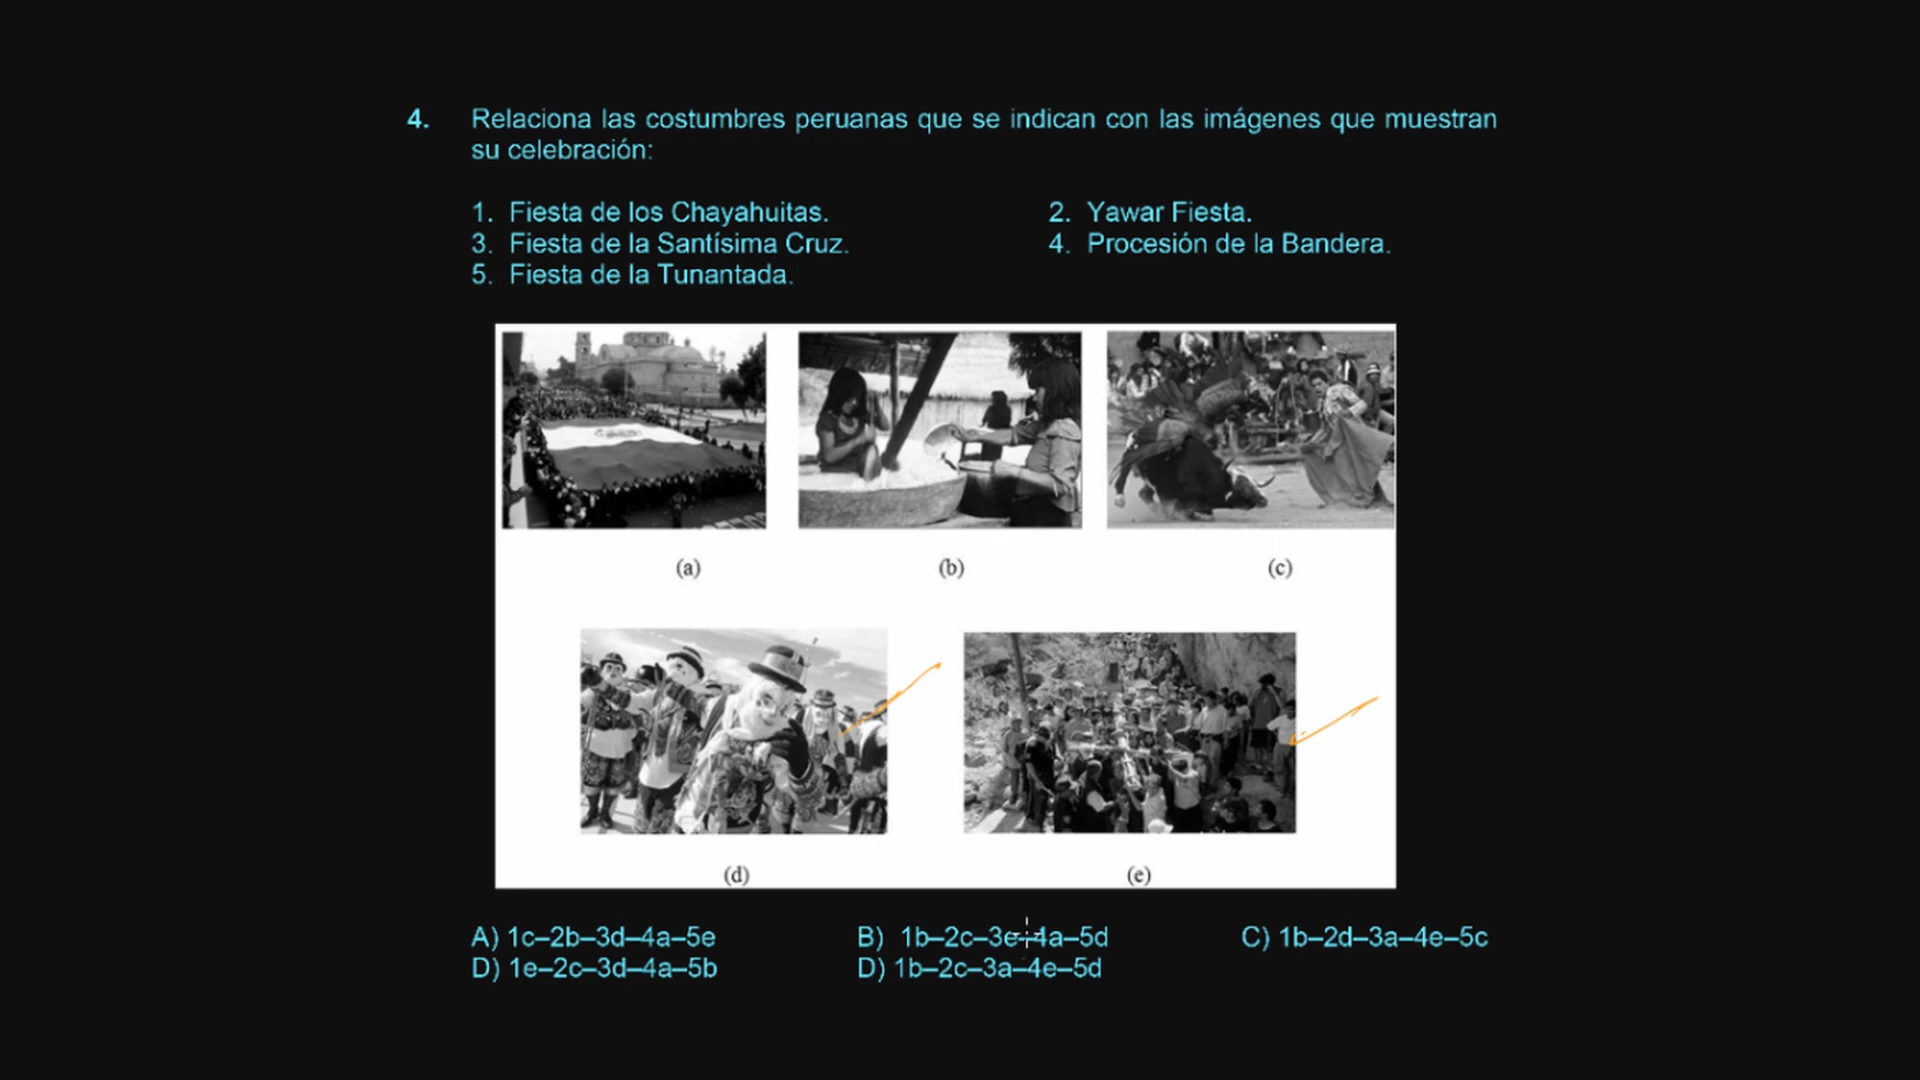 4. Relaciona las costumbres peruanas que se indican con las imágenes que muestran
su celebración:
1. Fiesta de los Chayahuitas. 2. Yawar Fiesta.
3. Fiesta de la Santísima Cruz. 4. Procesión de la Bandera.
5. Fiesta de la Tunantada.
(a) (b) (c)
(d) (e)
A) 1c–2b–3d–4a–5e B) 1b–2c–3e–4a–5d C) 1b–2d–3a–4e–5c
D) 1e–2c–3d–4a–5b D) 1b–2c–3a–4e–5d